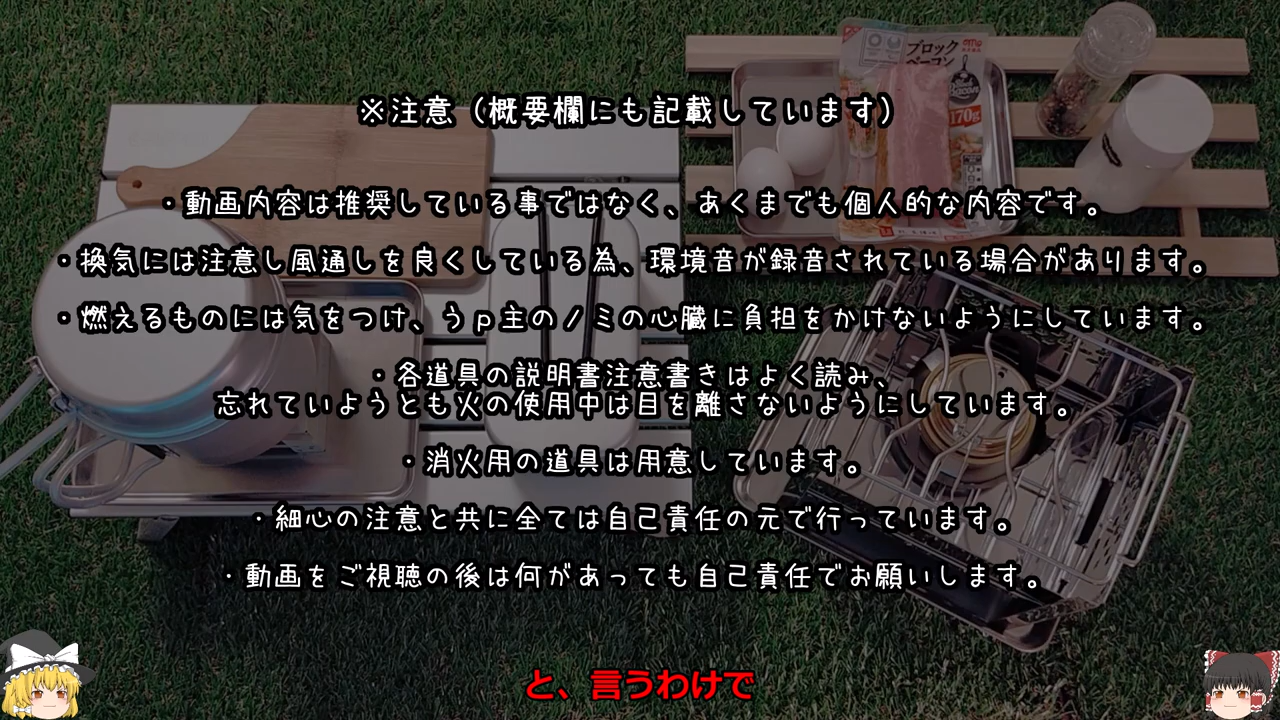 ※注意（概要欄にも記載しています）
ブロック
ベーコン
170g
・動画内容は推奨している事ではなく、あくまでも個人的な内容です。
・換気には注意し風通しを良くしている為、環境音が録音されている場合があります。
・燃えるものには気をつけ、うｐ主のノミの心臓に負担をかけないようにしています。
・各道具の説明書注意書きはよく読み、
忘れていようとも火の使用中は目を離さないようにしています。
・消火用の道具は用意しています。
・細心の注意と共に全ては自己責任の元で行っています。
・動画をご視聴の後は何があっても自己責任でお願いします。
と、言うわけで